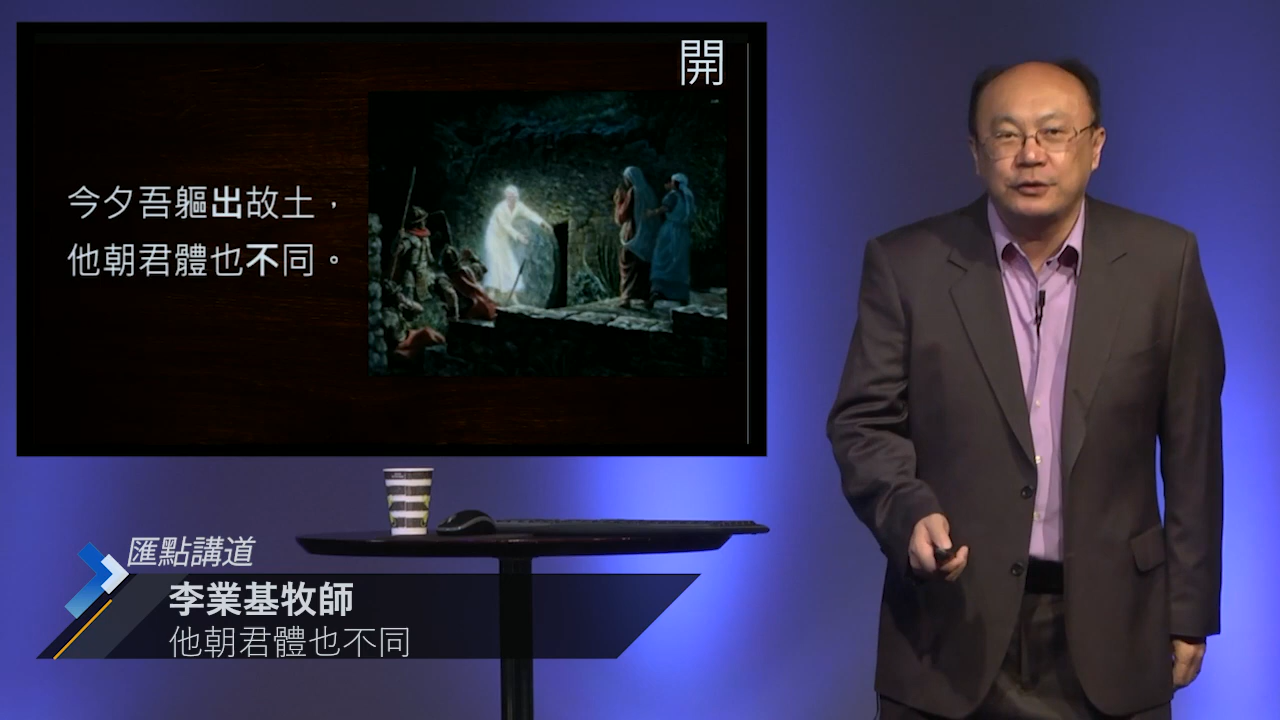 開
今夕吾軀出故土，
他朝君體也不同。
匯點講道
李業基牧師
他朝君體也不同